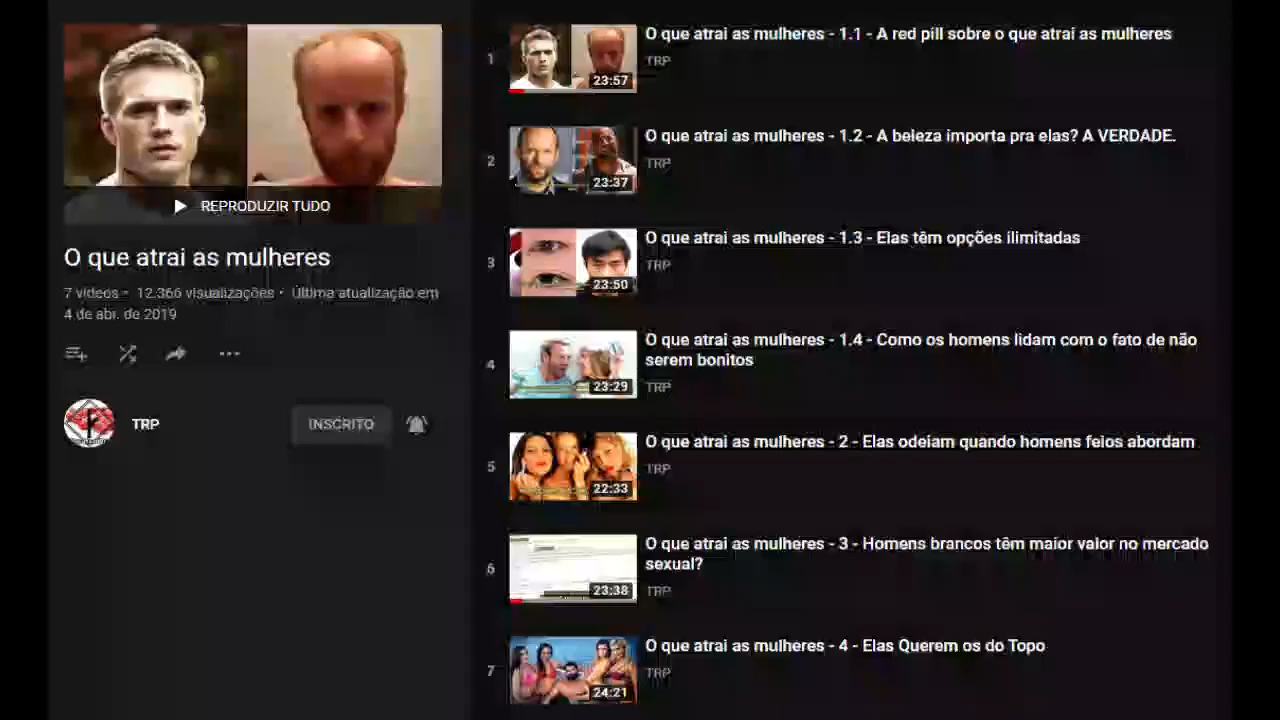 REPRODUZIR TUDO
O que atrai as mulheres
7 vídeos • 12.366 visualizações • Última atualização em
4 de abr. de 2019
TRP
INSCRITO
1
23:57
O que atrai as mulheres - 1.1 - A red pill sobre o que atrai as mulheres
TRP
2
23:37
O que atrai as mulheres - 1.2 - A beleza importa pra elas? A VERDADE.
TRP
3
23:50
O que atrai as mulheres - 1.3 - Elas têm opções ilimitadas
TRP
4
23:29
O que atrai as mulheres - 1.4 - Como os homens lidam com o fato de não
serem bonitos
TRP
5
22:33
O que atrai as mulheres - 2 - Elas odeiam quando homens feios abordam
TRP
6
23:38
O que atrai as mulheres - 3 - Homens brancos têm maior valor no mercado
sexual?
TRP
7
24:21
O que atrai as mulheres - 4 - Elas Querem os do Topo
TRP